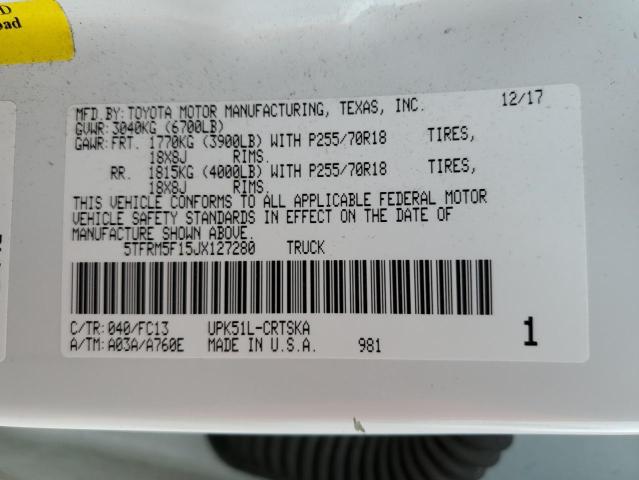 D
oad
MFD.BY:TOYOTA MOTOR MANUFACTURING, TEXAS, INC. 12/17
GVWR:3040KG (6700LB)
GAWR:FRT. 1770KG (3900LB) WITH P255/70R18 TIRES,
18X8J RIMS.
RR. 1815KG (4000LB) WITH P255/70R18 TIRES,
18X8J RIMS.
THIS VEHICLE CONFORMS TO ALL APPLICABLE FEDERAL MOTOR
VEHICLE SAFETY STANDARDS IN EFFECT ON THE DATE OF
MANUFACTURE SHOWN ABOVE.
5TFRM5F15JX127280 TRUCK
C/TR:040/FC13 UPK51L-CRTSKA
A/TM:A03A/A760E MADE IN U.S.A. 981 1